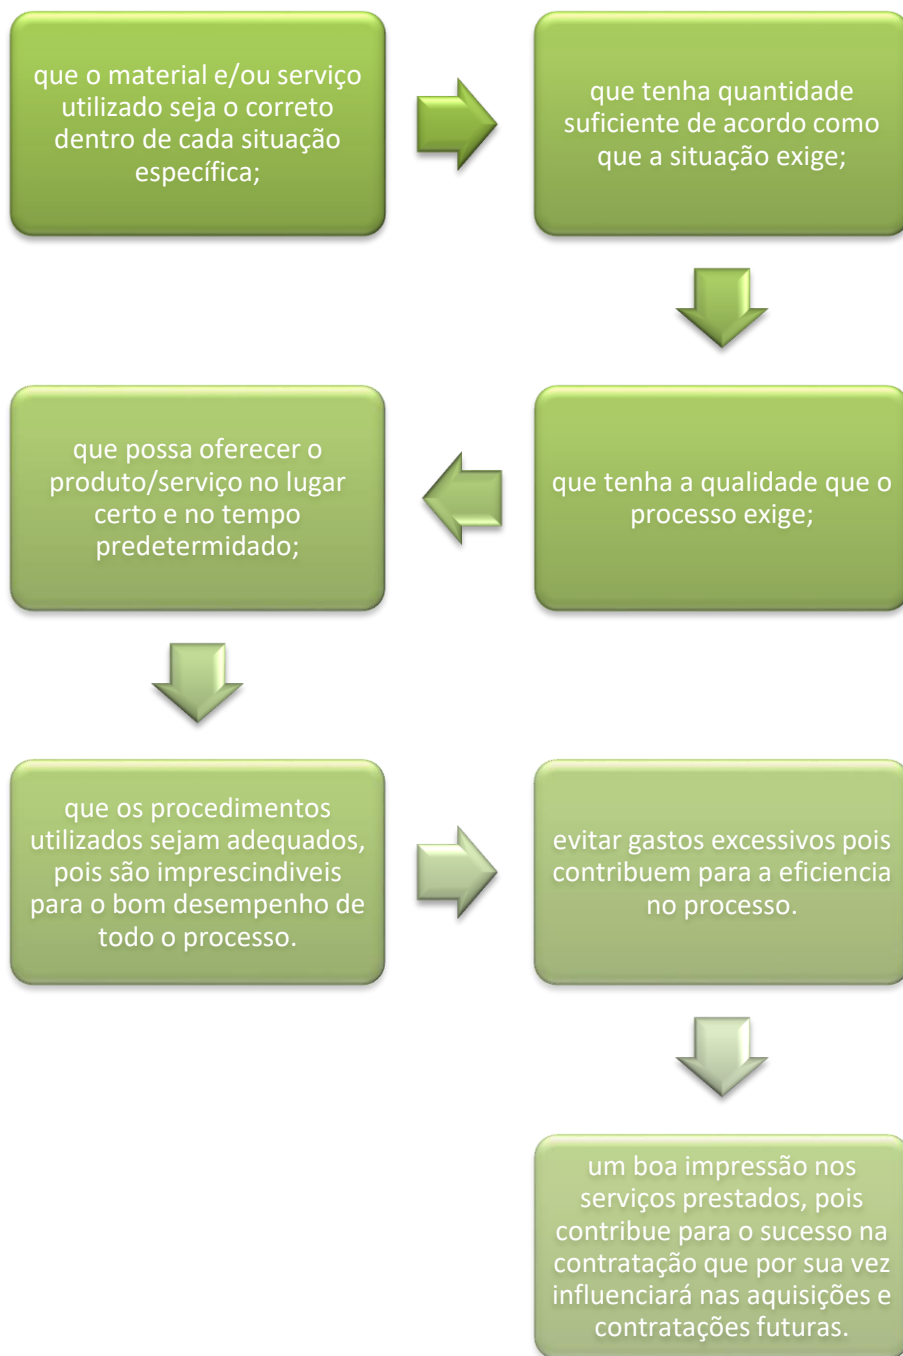 que o material e/ou serviço
utilizado seja o correto
dentro de cada situação
específica;
que tenha quantidade
suficiente de acordo como
que a situação exige;
que tenha a qualidade que o
processo exige;
que possa oferecer o
produto/serviço no lugar
certo e no tempo
predetermidado;
que os procedimentos
utilizados sejam adequados,
pois são imprescindiveis
para o bom desempenho de
todo o processo.
evitar gastos excessivos pois
contribuem para a eficiencia
no processo.
um boa impressão nos
serviços prestados, pois
contribue para o sucesso na
contratação que por sua vez
influenciará nas aquisições e
contratações futuras.